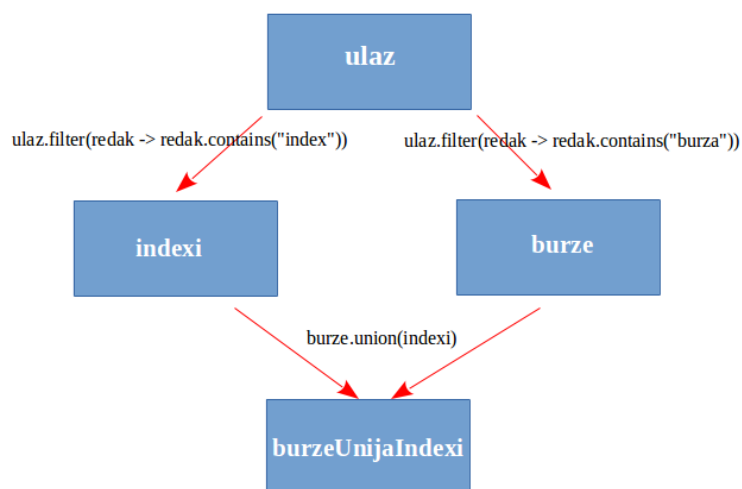 ulaz
ulaz.filter(redak -> redak.contains("index"))
ulaz.filter(redak -> redak.contains("burza"))
indexi
burze
burze.union(indexi)
burzeUnijaIndexi